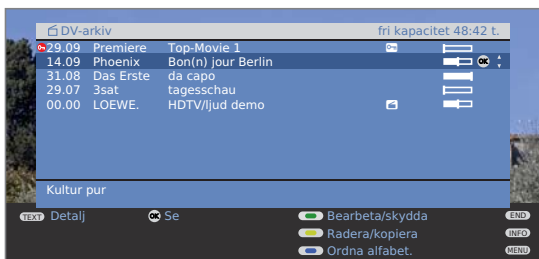 DV-arkiv fri kapacitet 48:42 t.
29.09 Premiere Top-Movie 1
14.09 Phoenix Bon(n) jour Berlin OK
31.08 Das Erste da capo
29.07 3sat tagesschau
00.00 LOEWE. HDTV/ljud demo
Kultur pur
TEXT Detalj OK Se Bearbeta/skydda END
Radera/kopiera INFO
Ordna alfabet. MENU